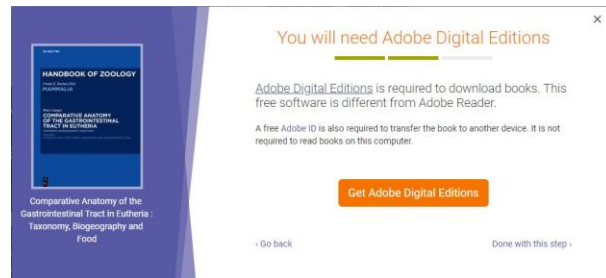 You will need Adobe Digital Editions
HANDBOOK OF ZOOLOGY
MAMMALIA
COMPARATIVE ANATOMY
OF THE GASTROINTESTINAL
TRACT IN EUTHERIA
Adobe Digital Editions is required to download books. This
free software is different from Adobe Reader.
A free Adobe ID is also required to transfer the book to another device. It is not
required to read books on this computer.
Get Adobe Digital Editions
Comparative Anatomy of the
Gastrointestinal Tract in Eutheria :
Taxonomy, Biogeography and
Food
‹ Go back
Done with this step ›